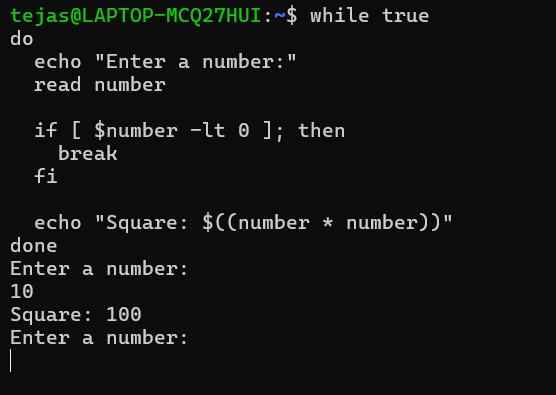 tejas@LAPTOP-MCQ27HUI:~$ while true
do
  echo "Enter a number:"
  read number

  if [ $number -lt 0 ]; then
    break
  fi

  echo "Square: $((number * number))"
done
Enter a number:
10
Square: 100
Enter a number: